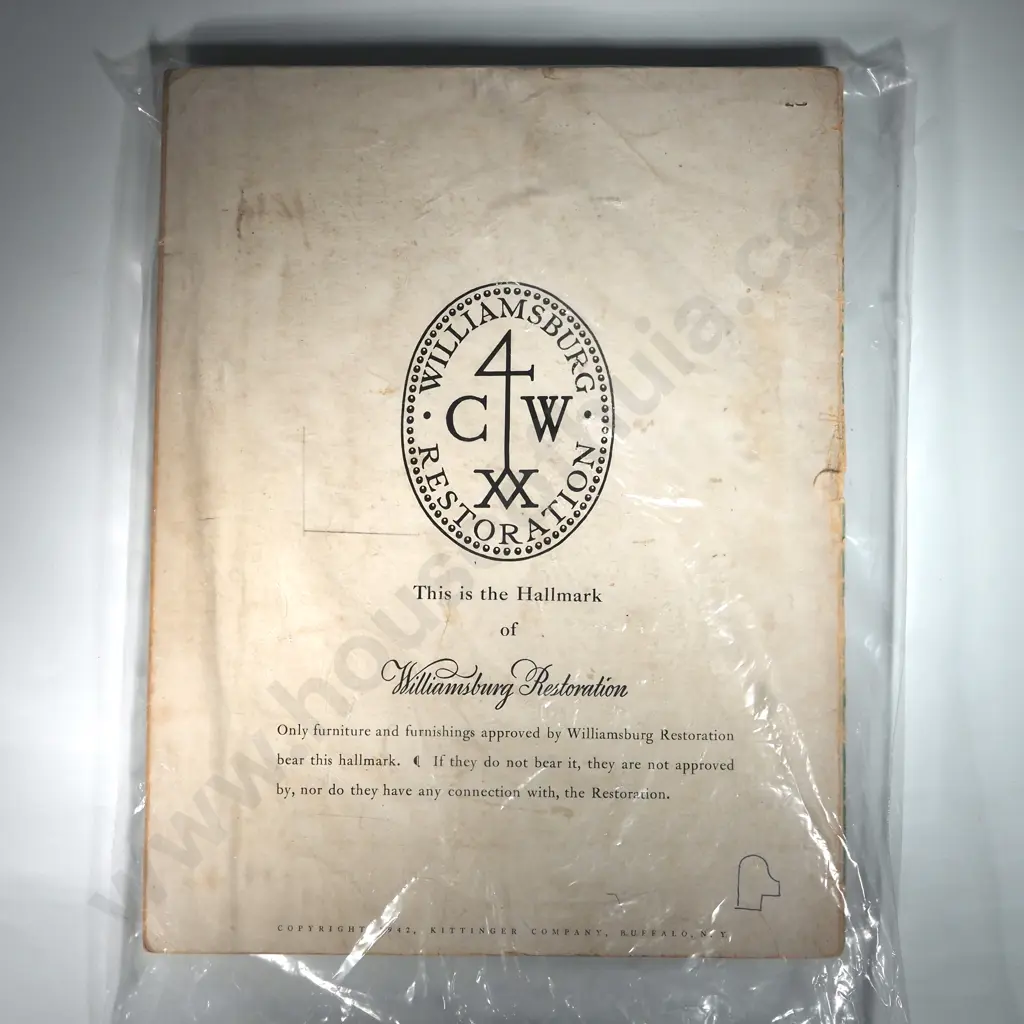 WILLIAMSBURG
4
C W
RESTORATION
This is the Hallmark
of
Williamsburg Restoration
Only furniture and furnishings approved by Williamsburg Restoration
bear this hallmark. ❡ If they do not bear it, they are not approved
by, nor do they have any connection with, the Restoration.
COPYRIGHT 1942, KITTINGER COMPANY, BUFFALO, N. Y.